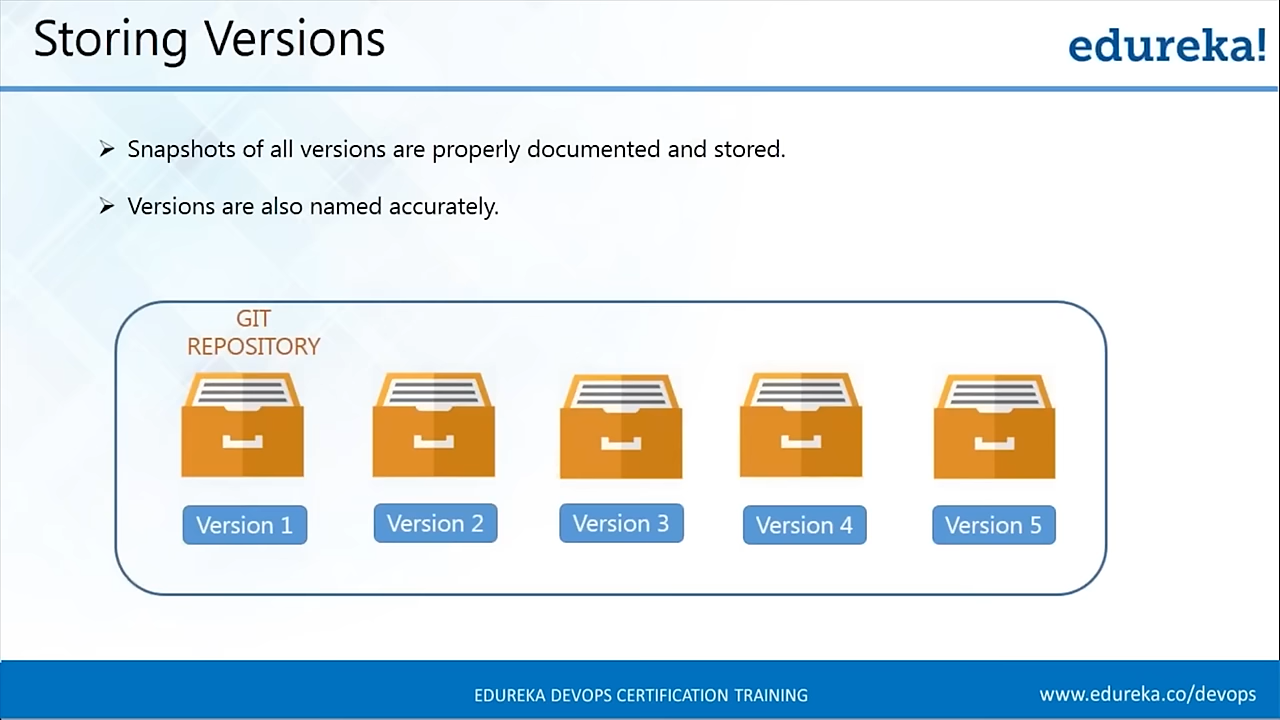 Storing Versions
edureka!
Snapshots of all versions are properly documented and stored.
Versions are also named accurately.
GIT
REPOSITORY
Version 1
Version 2
Version 3
Version 4
Version 5
EDUREKA DEVOPS CERTIFICATION TRAINING
www.edureka.co/devops